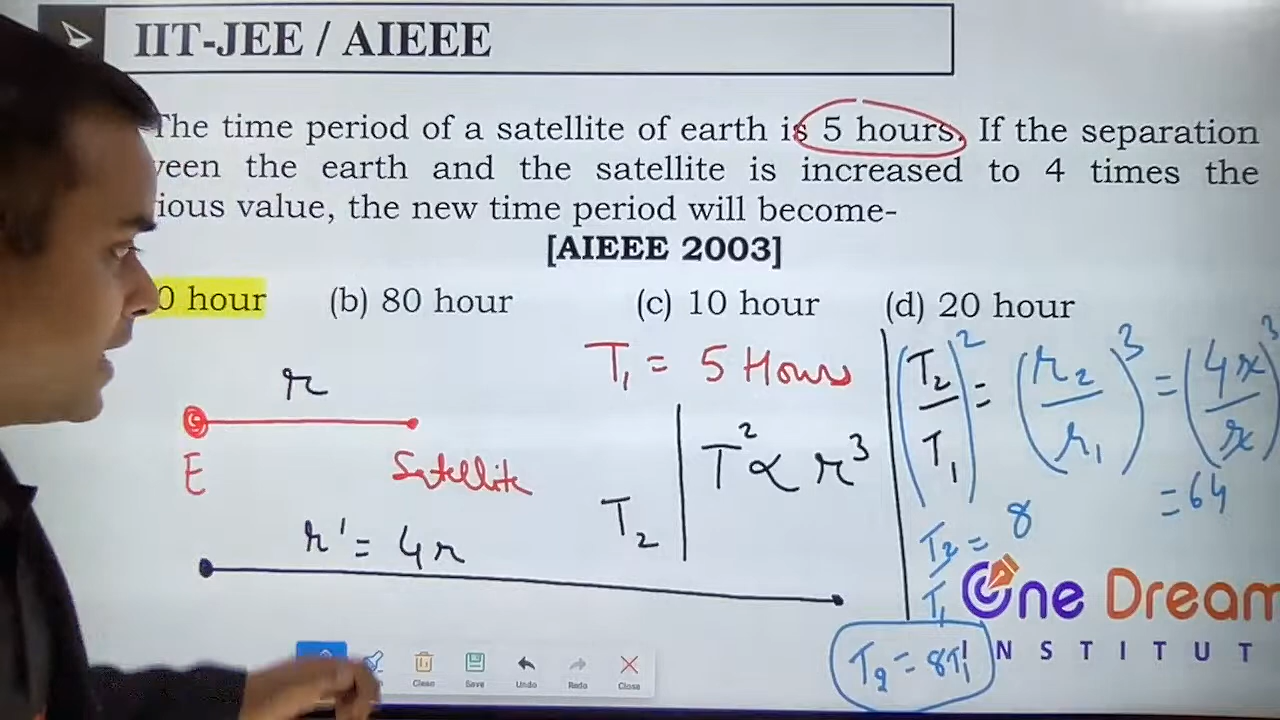 IIT-JEE / AIEEE
The time period of a satellite of earth is 5 hours. If the separation
veen the earth and the satellite is increased to 4 times the
ious value, the new time period will become-
[AIEEE 2003]
0 hour (b) 80 hour (c) 10 hour (d) 20 hour
r
E Satellite
r' = 4r
T₁ = 5 Hours
T₂
T² ∝ r³
(T₂/T₁)² = (r₂/r₁)³ = (4r/r)³
= 64
T₂/T₁ = 8
T₂ = 8T₁
One Dream
NSTITUT
Clean Save Undo Redo Close